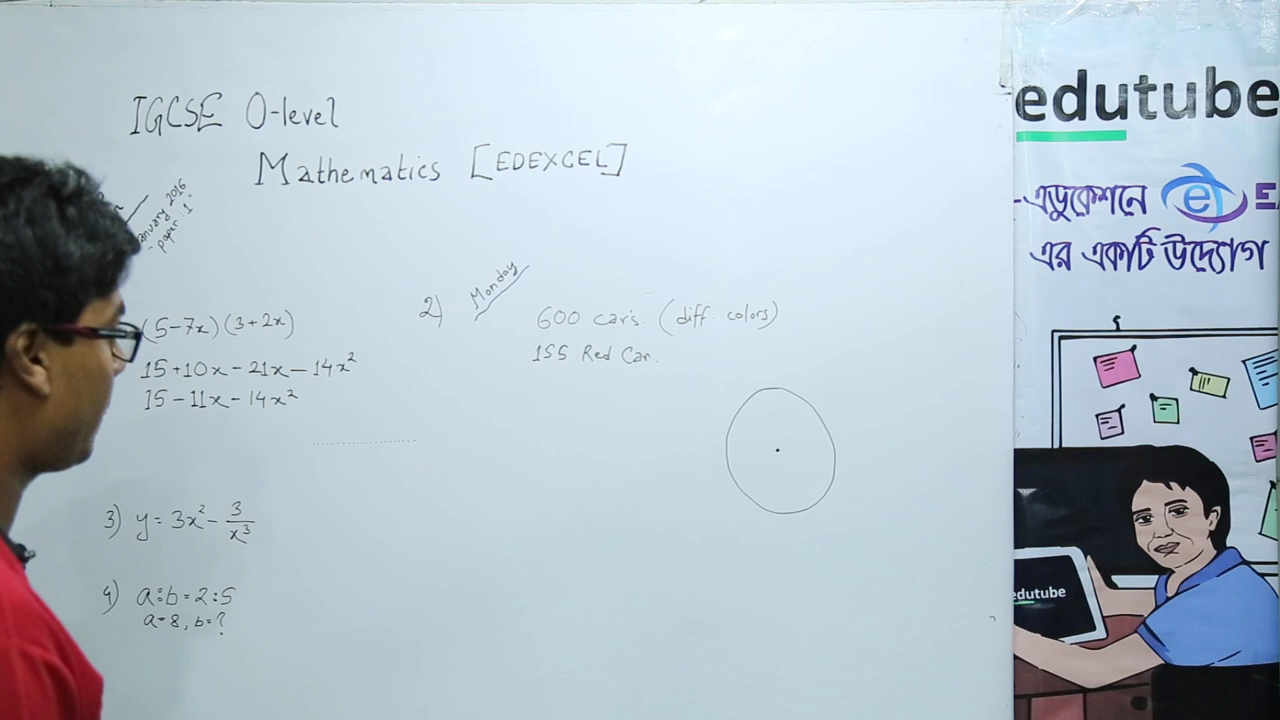 IGCSE O-level
Mathematics [EDEXCEL]
January 2016
paper: 1
(5-7x)(3+2x)
15+10x-21x-14x²
15-11x-14x²
2) Monday
600 car's. (diff. colors)
155 Red Car.
3) y=3x²-3/x³
4) a:b=2:5
a=8, b=?
edutube
-এডুকেশনে e
এর একটি উদ্যোগ
edutube